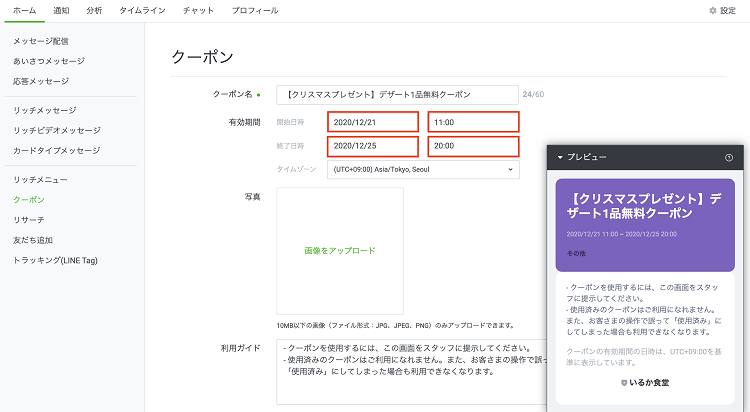 ホーム 通知 分析 タイムライン チャット プロフィール 設定
メッセージ配信
あいさつメッセージ
応答メッセージ
リッチメッセージ
リッチビデオメッセージ
カードタイプメッセージ
リッチメニュー
クーポン
リサーチ
友だち追加
トラッキング(LINE Tag)
クーポン
クーポン名 【クリスマスプレゼント】デザート1品無料クーポン 24/60
有効期間 開始日時 2020/12/21 11:00
終了日時 2020/12/25 20:00
タイムゾーン (UTC+09:00) Asia/Tokyo, Seoul
写真
画像をアップロード
10MB以下の画像（ファイル形式：JPG、JPEG、PNG）のみアップロードできます。
利用ガイド
- クーポンを使用するには、この画面をスタッフに提示してください。
- 使用済みのクーポンはご利用になれません。また、お客さまの操作で誤って
「使用済み」にしてしまった場合も利用できなくなります。
プレビュー
【クリスマスプレゼント】デ
ザート1品無料クーポン
2020/12/21 11:00 ~ 2020/12/25 20:00
その他
- クーポンを使用するには、この画面をスタッ
フに提示してください。
- 使用済みのクーポンはご利用になれません。
また、お客さまの操作で誤って「使用済み」に
してしまった場合も利用できなくなります。
クーポンの有効期間の日時は、UTC+09:00を基
準に表示しています。
いるか食堂